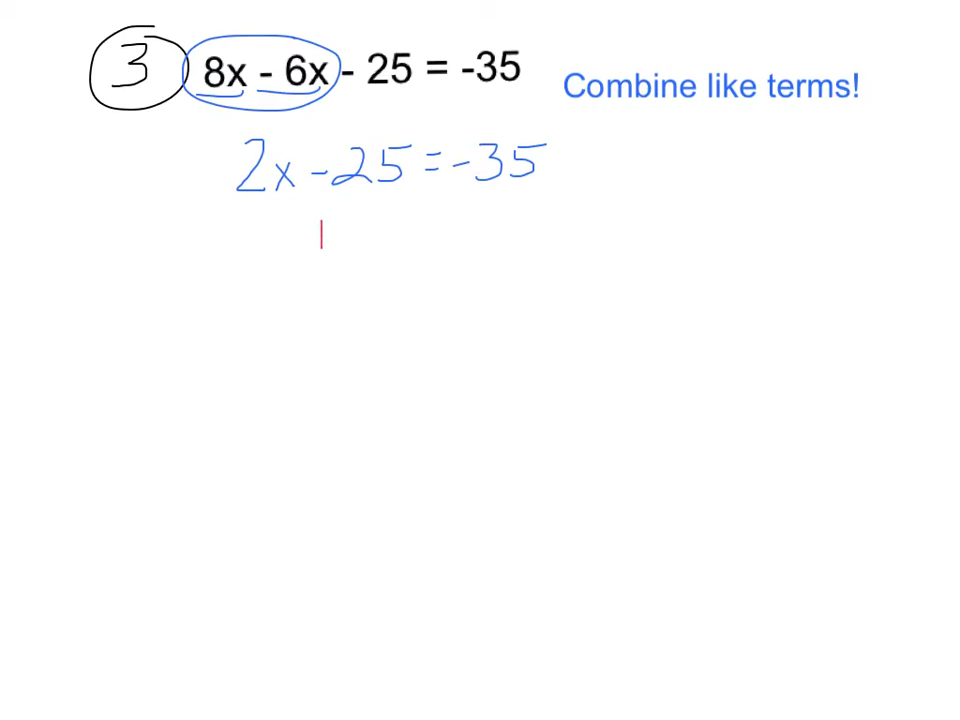 3 8x - 6x - 25 = -35
Combine like terms!
2x - 25 = -35